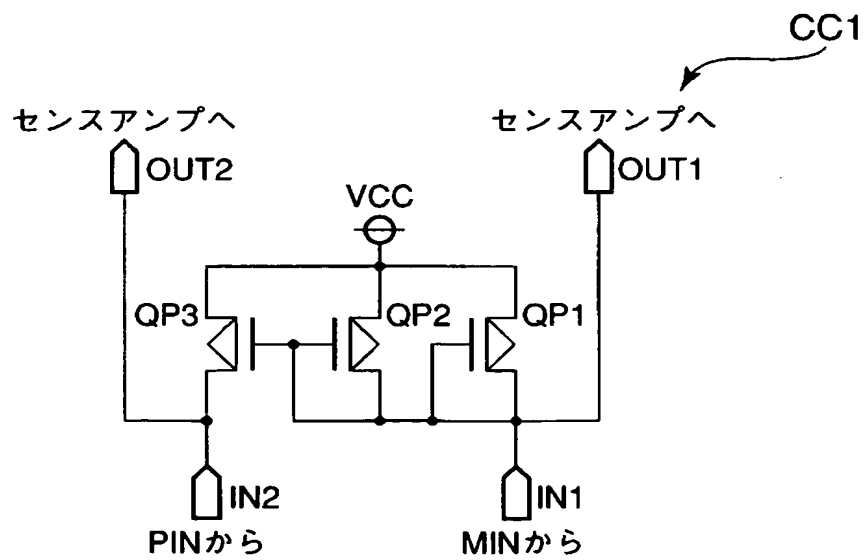 CC1
センスアンプへ
センスアンプへ
OUT2
OUT1
VCC
QP3
QP2
QP1
IN2
IN1
PINから
MINから